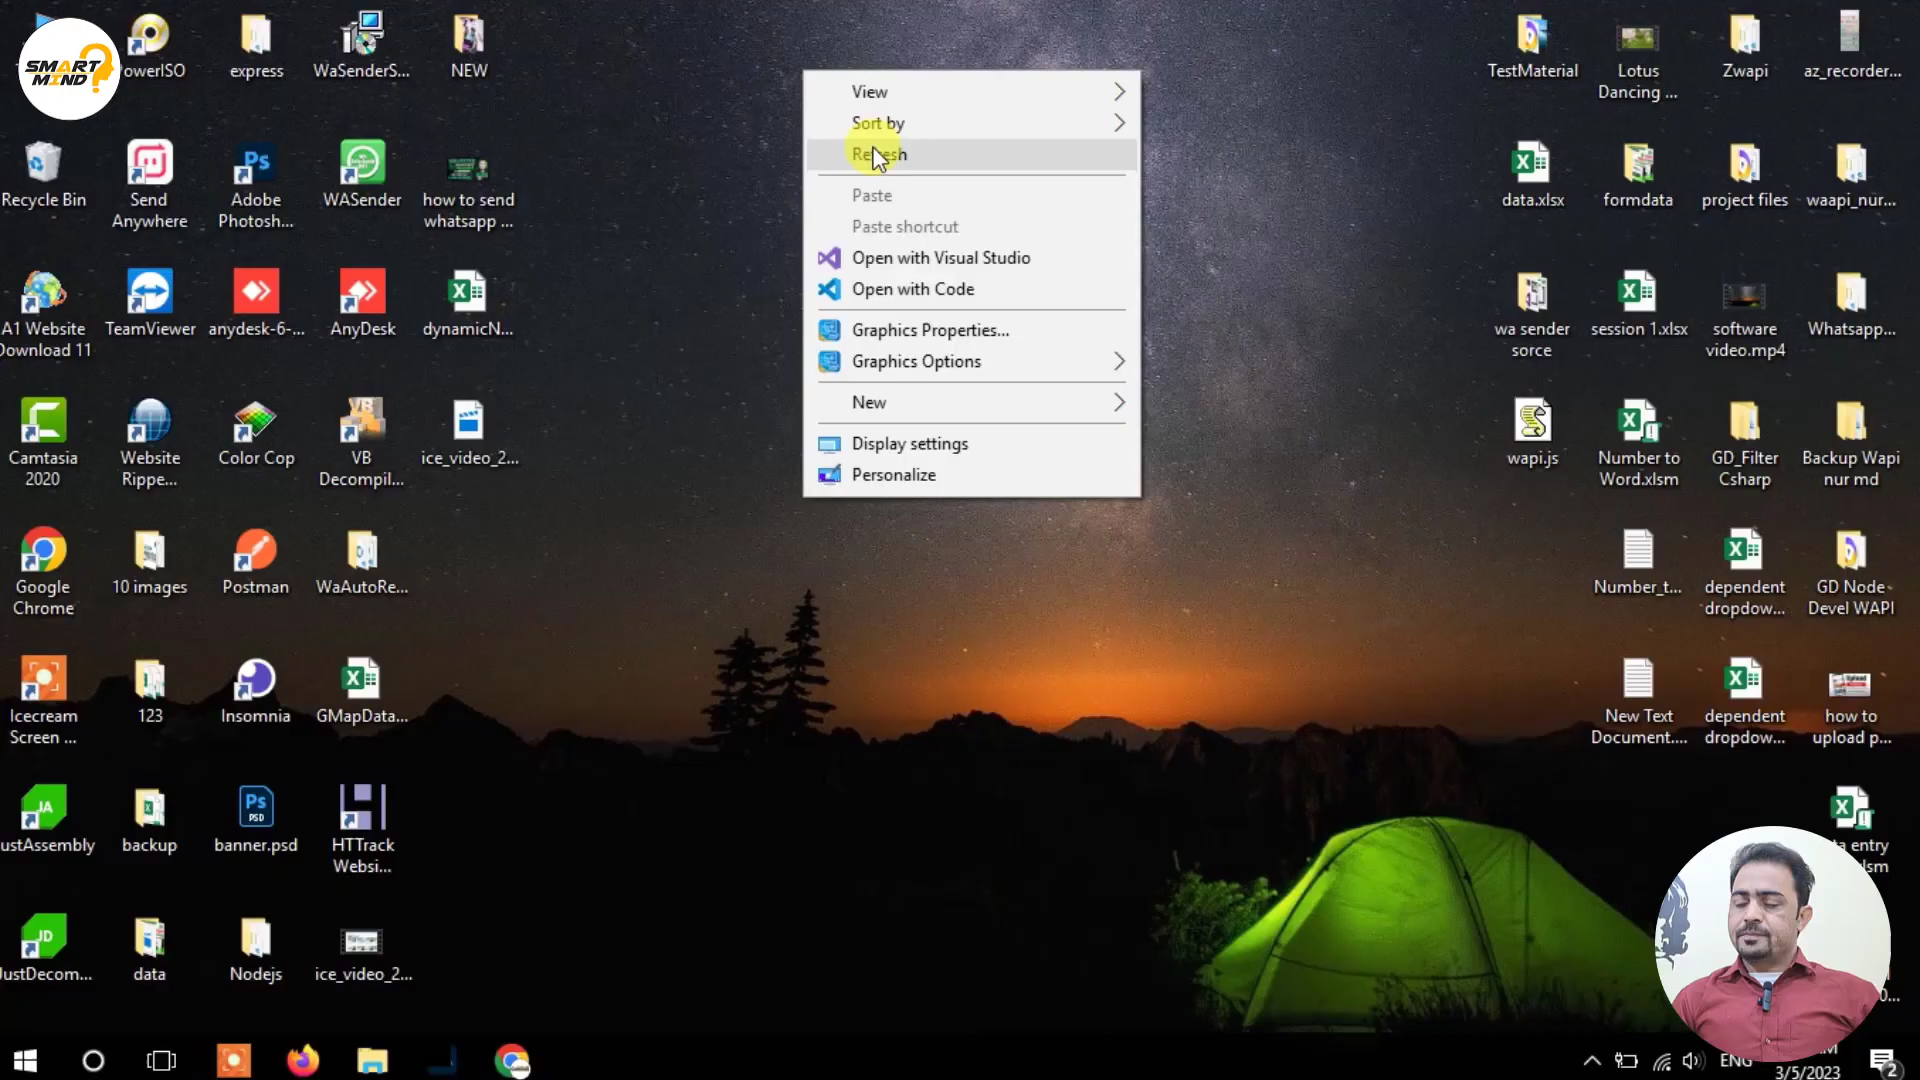 SMART
MIND
PowerISO
express
WaSenderS...
NEW
Recycle Bin
Send
Anywhere
Adobe
Photosh...
WASender
how to send
whatsapp ...
A1 Website
Download 11
TeamViewer
anydesk-6-...
AnyDesk
dynamicN...
Camtasia
2020
Website
Rippe...
Color Cop
VB
Decompil...
ice_video_2...
Google
Chrome
10 images
Postman
WaAutoRe...
Icecream
Screen ...
123
Insomnia
GMapData...
JustAssembly
backup
banner.psd
HTTrack
Websi...
JustDecom...
data
Nodejs
ice_video_2...
View
Sort by
Refresh
Paste
Paste shortcut
Open with Visual Studio
Open with Code
Graphics Properties...
Graphics Options
New
Display settings
Personalize
TestMaterial
Lotus
Dancing ...
Zwapi
az_recorder...
data.xlsx
formdata
project files
waapi_nur...
wa sender
sorce
session 1.xlsx
software
video.mp4
Whatsapp...
wapi.js
Number to
Word.xlsm
GD_Filter
Csharp
Backup Wapi
nur md
Number_t...
dependent
dropdow...
GD Node
Devel WAPI
New Text
Document....
dependent
dropdow...
how to
upload p...
entry
ENG
3/5/2023
2